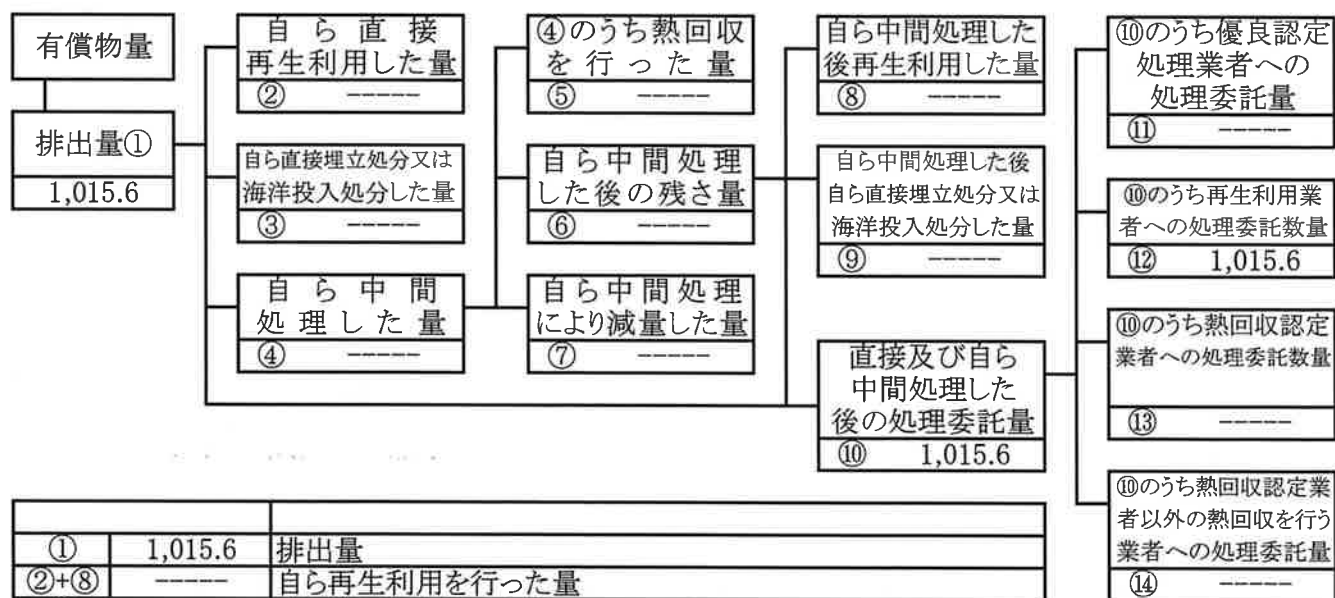 有償物量
排出量①
1,015.6
自ら直接
再生利用した量
② -----
自ら直接埋立処分又は
海洋投入処分した量
③ -----
自ら中間
処理した量
④ -----
④のうち熱回収
を行った量
⑤ -----
自ら中間処理
した後の残さ量
⑥ -----
自ら中間処理
により減量した量
⑦ -----
自ら中間処理した
後再生利用した量
⑧ -----
自ら中間処理した後
自ら直接埋立処分又は
海洋投入処分した量
⑨ -----
直接及び自ら
中間処理した
後の処理委託量
⑩ 1,015.6
⑩のうち優良認定
処理業者への
処理委託量
⑪ -----
⑩のうち再生利用業
者への処理委託数量
⑫ 1,015.6
⑩のうち熱回収認定
業者への処理委託数量
⑬ -----
⑩のうち熱回収認定業
者以外の熱回収を行う
業者への処理委託量
⑭ -----
① 1,015.6 排出量
②+⑧ ----- 自ら再生利用を行った量